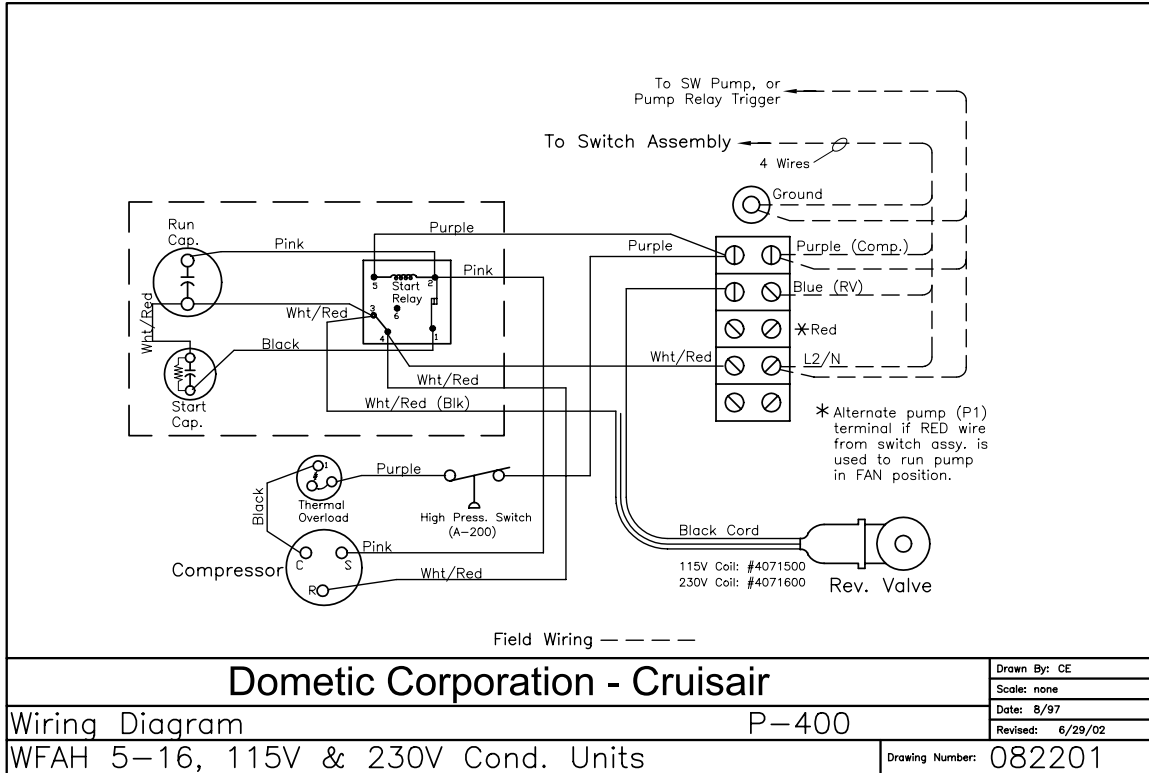 To SW Pump, or
Pump Relay Trigger
To Switch Assembly
4 Wires
Ground
Purple (Comp.)
Blue (RV)
*Red
L2/N
* Alternate pump (P1)
terminal if RED wire
from switch assy. is
used to run pump
in FAN position.
Run
Cap.
Pink
Purple
Purple
Pink
5
2
Start
Relay
6
3
4
1
Wht/Red
Wht/Red
Black
Wht/Red
Wht/Red
Wht/Red (Blk)
Start
Cap.
1
#
Thermal
Overload
Purple
High Press. Switch
(A-200)
Black
Compressor
C
S
R
Pink
Wht/Red
Black Cord
115V Coil: #4071500
230V Coil: #4071600
Rev. Valve
Field Wiring
Dometic Corporation - Cruisair
Wiring Diagram
P-400
WFAH 5-16, 115V & 230V Cond. Units
Drawn By: CE
Scale: none
Date: 8/97
Revised: 6/29/02
Drawing Number: 082201